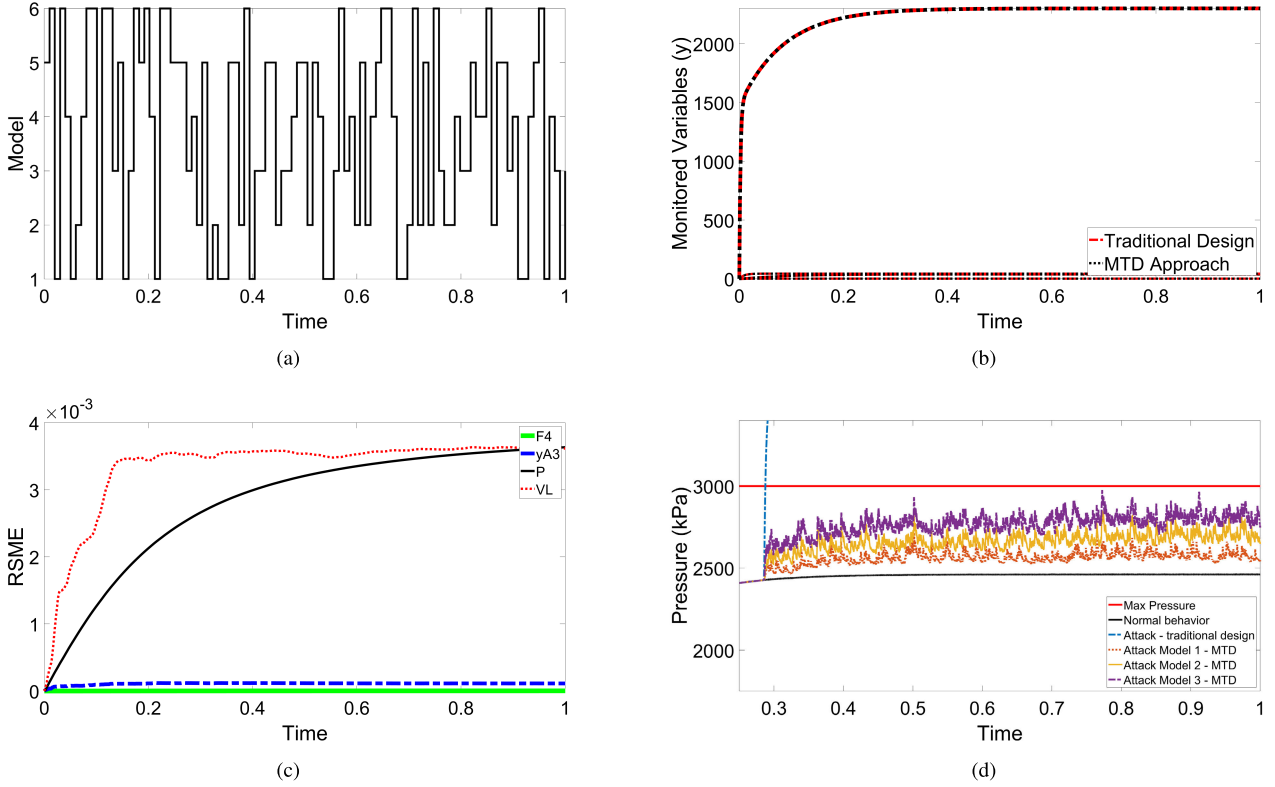 6
5
4
3
2
1
Model
0
0.2
0.4
0.6
0.8
1
Time
(a)
2000
1500
1000
500
0
Monitored Variables (y)
Traditional Design
MTD Approach
0
0.2
0.4
0.6
0.8
1
Time
(b)
×10-3
4
3
2
1
0
RSME
F4
yA3
P
VL
0
0.2
0.4
0.6
0.8
1
Time
(c)
3000
2500
2000
Pressure (kPa)
Max Pressure
Normal behavior
Attack - traditional design
Attack Model 1 - MTD
Attack Model 2 - MTD
Attack Model 3 - MTD
0.3
0.4
0.5
0.6
0.7
0.8
0.9
1
Time
(d)